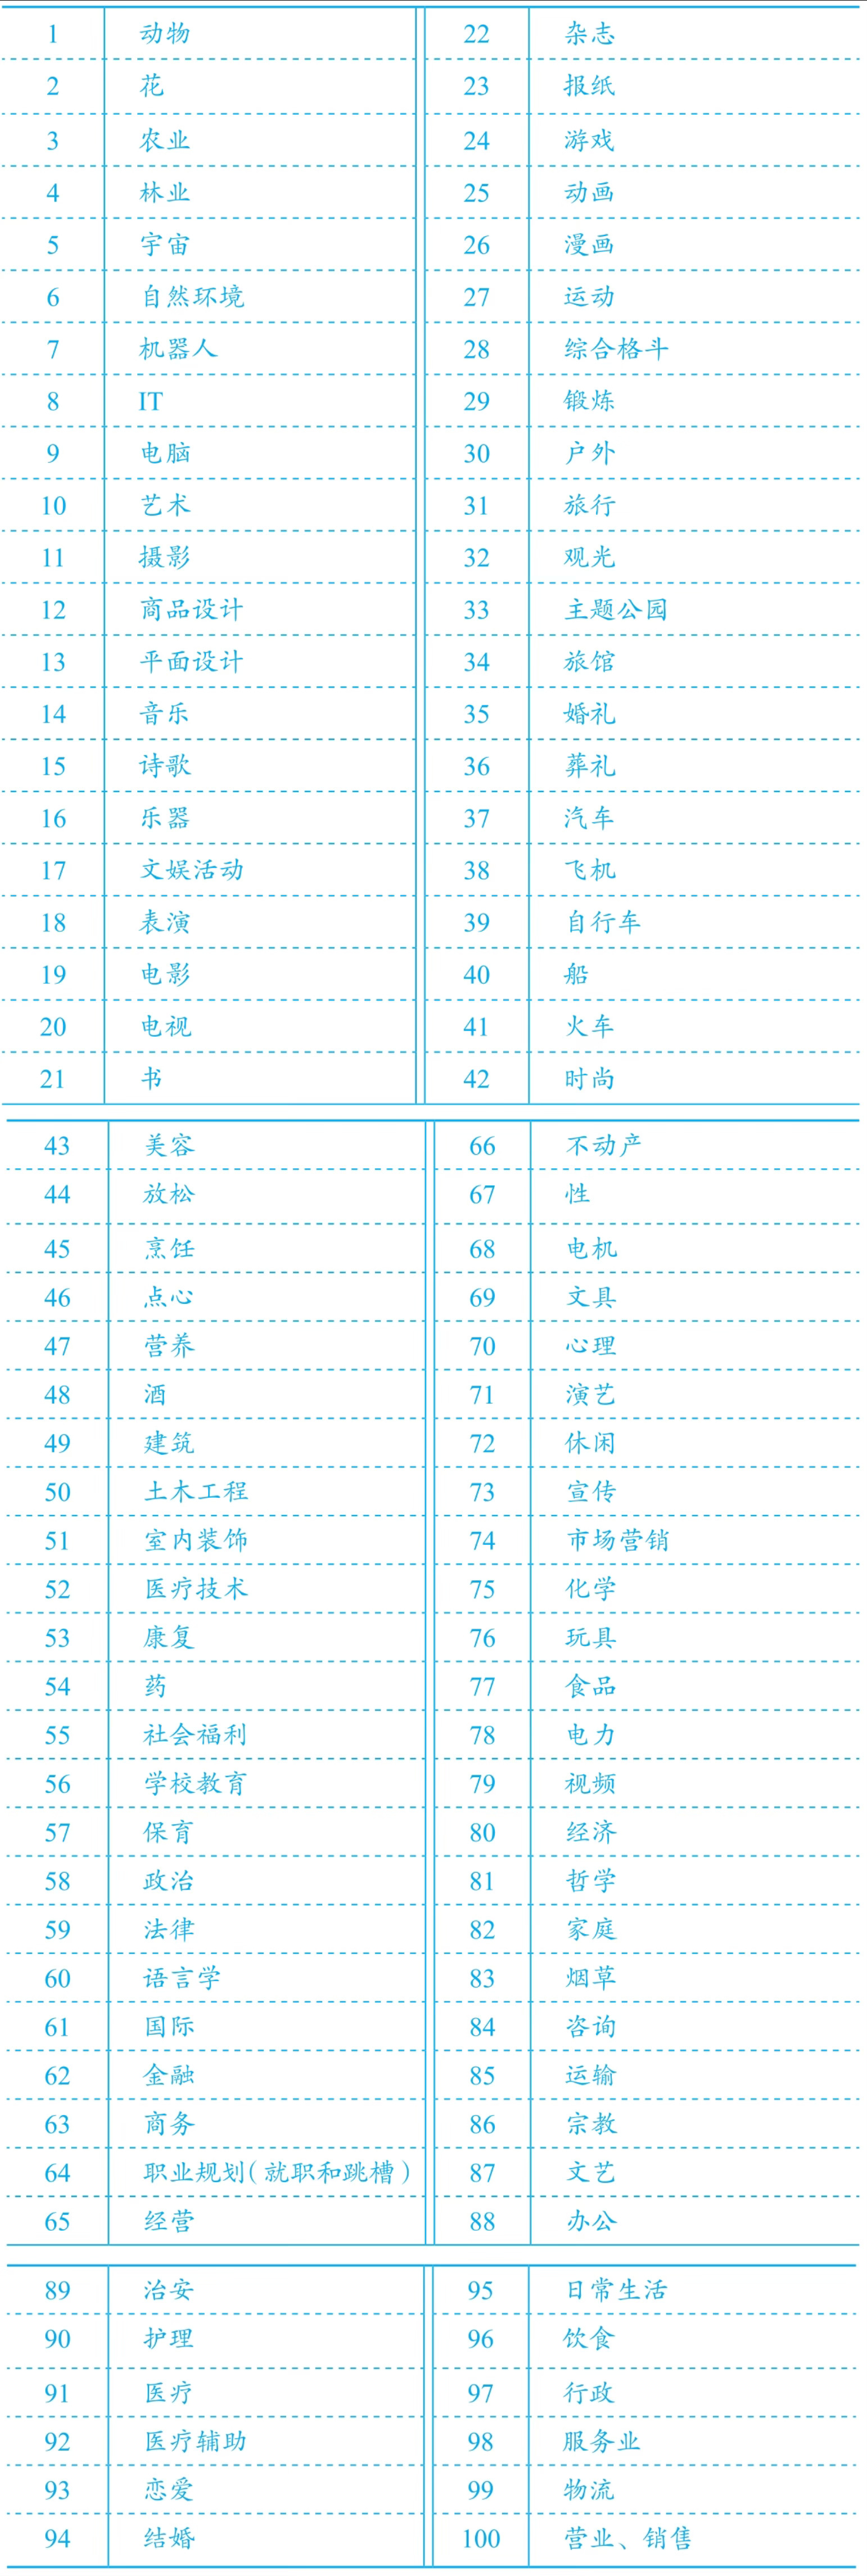 1 动物 22 杂志
2 花 23 报纸
3 农业 24 游戏
4 林业 25 动画
5 宇宙 26 漫画
6 自然环境 27 运动
7 机器人 28 综合格斗
8 IT 29 锻炼
9 电脑 30 户外
10 艺术 31 旅行
11 摄影 32 观光
12 商品设计 33 主题公园
13 平面设计 34 旅馆
14 音乐 35 婚礼
15 诗歌 36 葬礼
16 乐器 37 汽车
17 文娱活动 38 飞机
18 表演 39 自行车
19 电影 40 船
20 电视 41 火车
21 书 42 时尚
43 美容 66 不动产
44 放松 67 性
45 烹饪 68 电机
46 点心 69 文具
47 营养 70 心理
48 酒 71 演艺
49 建筑 72 休闲
50 土木工程 73 宣传
51 室内装饰 74 市场营销
52 医疗技术 75 化学
53 康复 76 玩具
54 药 77 食品
55 社会福利 78 电力
56 学校教育 79 视频
57 保育 80 经济
58 政治 81 哲学
59 法律 82 家庭
60 语言学 83 烟草
61 国际 84 咨询
62 金融 85 运输
63 商务 86 宗教
64 职业规划(就职和跳槽) 87 文艺
65 经营 88 办公
89 治安 95 日常生活
90 护理 96 饮食
91 医疗 97 行政
92 医疗辅助 98 服务业
93 恋爱 99 物流
94 结婚 100 营业、销售